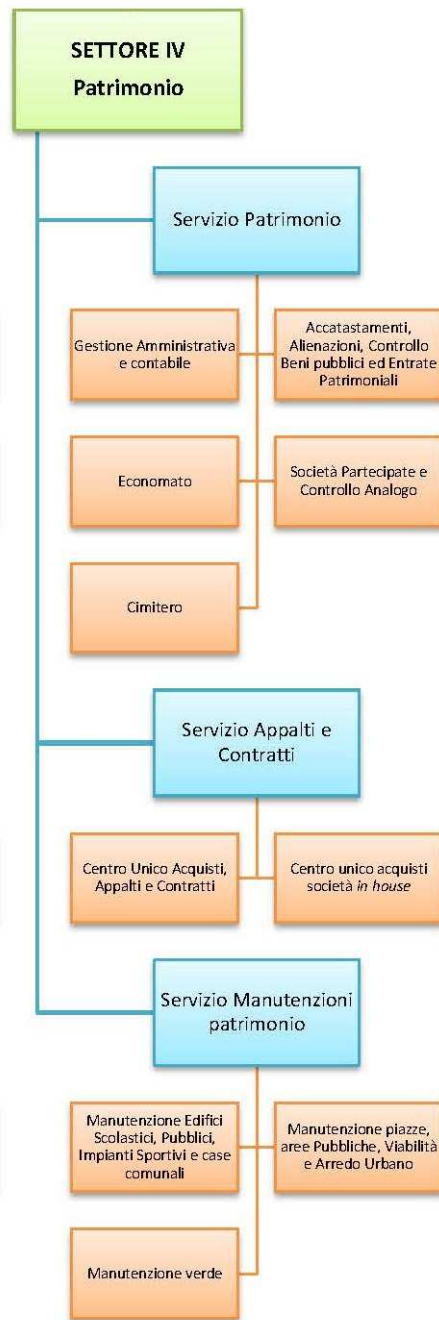 SETTORE IV
Patrimonio
Servizio Patrimonio
Gestione Amministrativa
e contabile
Accatastamenti,
Alienazioni, Controllo
Beni pubblici ed Entrate
Patrimoniali
Economato
Società Partecipate e
Controllo Analogo
Cimitero
Servizio Appalti e
Contratti
Centro Unico Acquisti,
Appalti e Contratti
Centro unico acquisti
società in house
Servizio Manutenzioni
patrimonio
Manutenzione Edifici
Scolastici, Pubblici,
Impianti Sportivi e case
comunali
Manutenzione piazze,
aree Pubbliche, Viabilità
e Arredo Urbano
Manutenzione verde